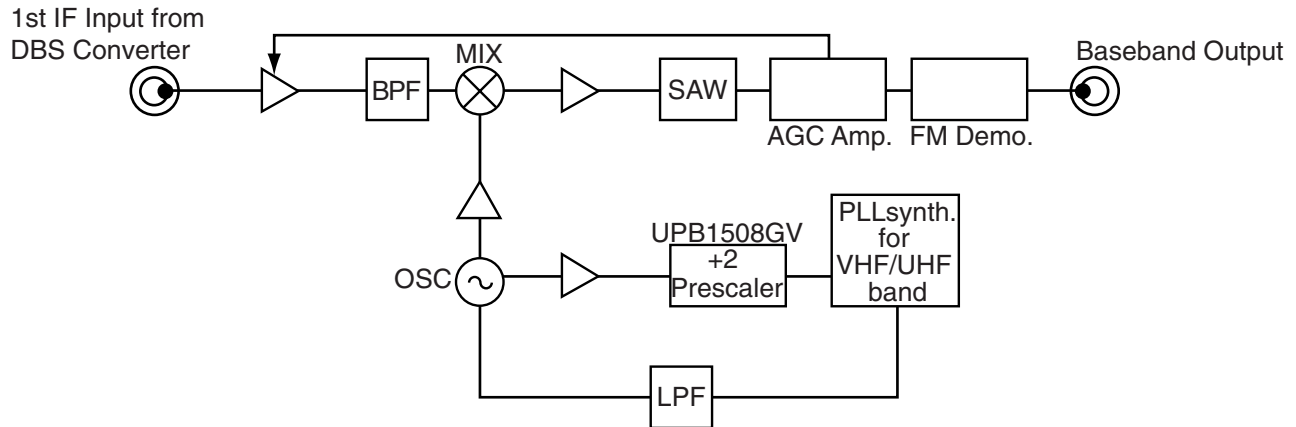 1st IF Input from
DBS Converter
MIX
Baseband Output
BPF
SAW
AGC Amp.
FM Demo.
OSC
UPB1508GV
+2
Prescaler
PLLsynth.
for
VHF/UHF
band
LPF